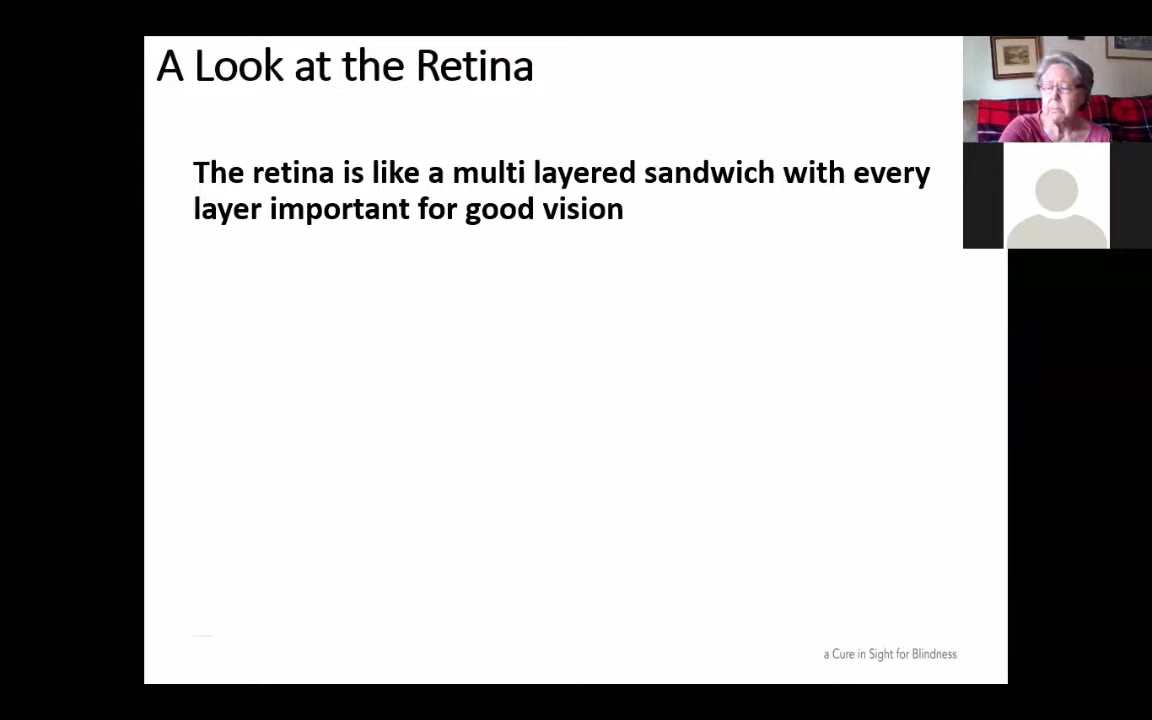 A Look at the Retina
The retina is like a multi layered sandwich with every
layer important for good vision
a Cure in Sight for Blindness